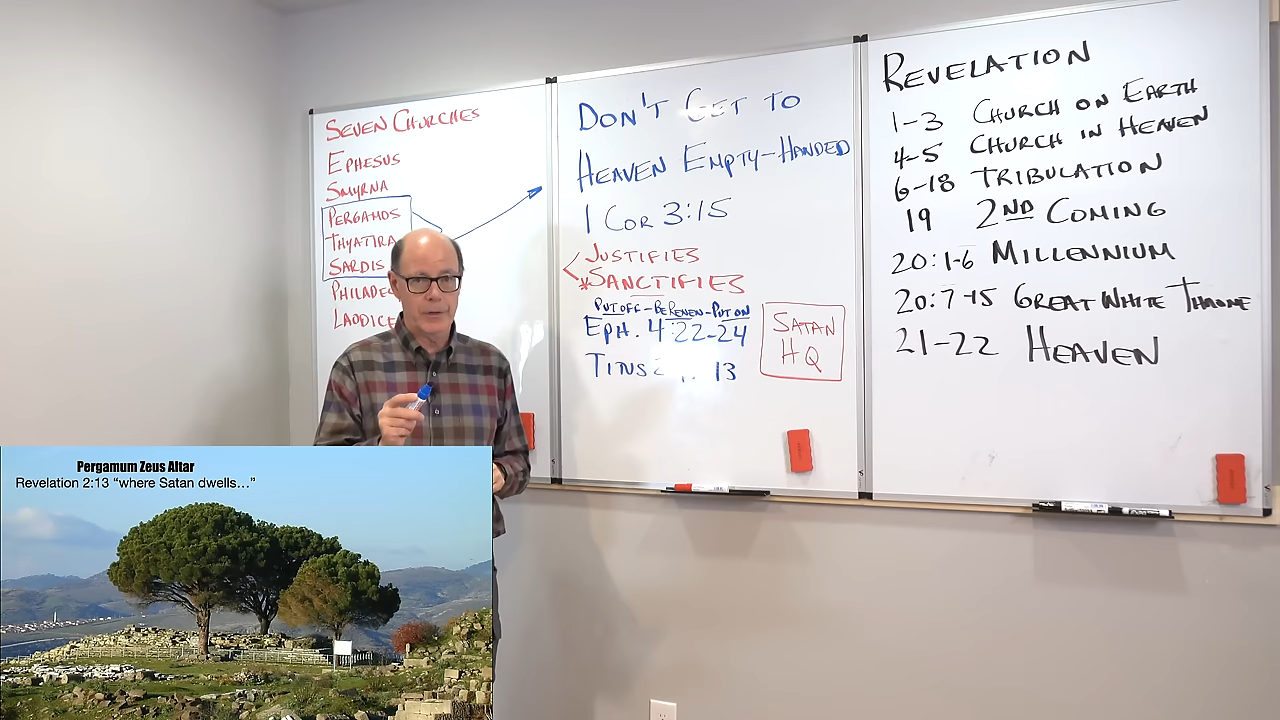 SEVEN CHURCHES
EPHESUS
SMYRNA
PERGAMOS
THYATIRA
SARDIS
PHILADE
LAODICE
DON'T GET TO
HEAVEN EMPTY-HANDED
1 COR 3:15
JUSTIFIES
*SANCTIFIES
PUT OFF - BE RENEW - PUT ON
EPH. 4:22-24
13
SATAN
HQ
REVELATION
1-3 CHURCH ON EARTH
4-5 CHURCH IN HEAVEN
6-18 TRIBULATION
19 2ND COMING
20:1-6 MILLENNIUM
20:7-15 GREAT WHITE THRONE
21-22 HEAVEN
Pergamum Zeus Altar
Revelation 2:13 “where Satan dwells...”